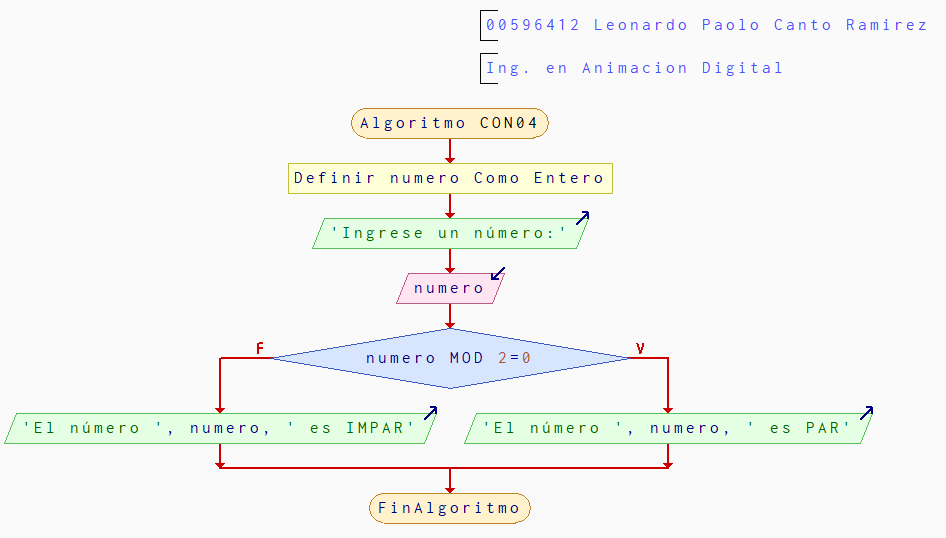 00596412 Leonardo Paolo Canto Ramirez
Ing. en Animacion Digital
Algoritmo CON04
Definir numero Como Entero
'Ingrese un número:'
numero
numero MOD 2=0
F
V
'El número ', numero, ' es IMPAR'
'El número ', numero, ' es PAR'
FinAlgoritmo